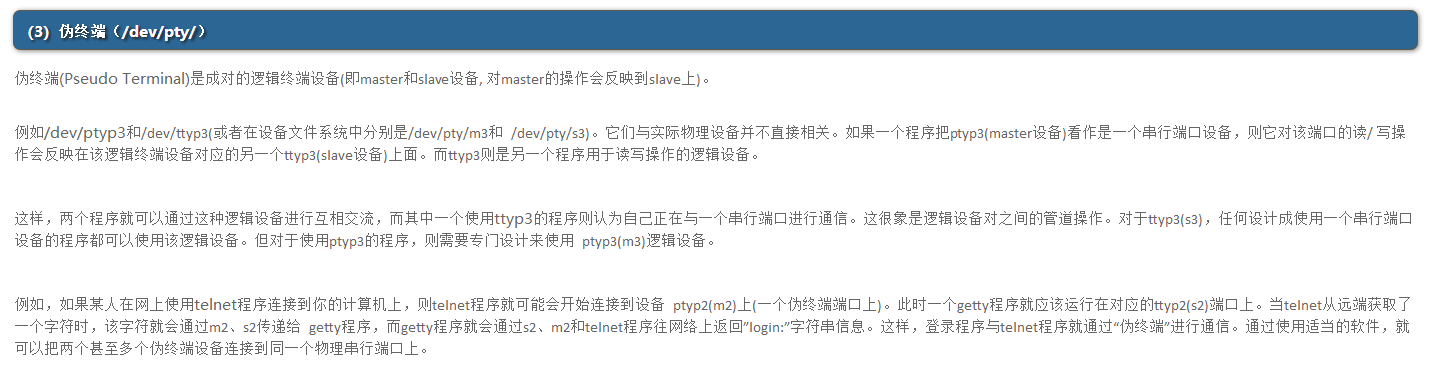 (3) 伪终端（/dev/pty/）
伪终端(Pseudo Terminal)是成对的逻辑终端设备(即master和slave设备, 对master的操作会反映到slave上)。
例如/dev/ptyp3和/dev/ttyp3(或者在设备文件系统中分别是/dev/pty/m3和 /dev/pty/s3)。它们与实际物理设备并不直接相关。如果一个程序把ptyp3(master设备)看作是一个串行端口设备，则它对该端口的读/ 写操
作会反映在该逻辑终端设备对应的另一个ttyp3(slave设备)上面。而ttyp3则是另一个程序用于读写操作的逻辑设备。
这样，两个程序就可以通过这种逻辑设备进行互相交流，而其中一个使用ttyp3的程序则认为自己正在与一个串行端口进行通信。这很象是逻辑设备对之间的管道操作。对于ttyp3(s3)，任何设计成使用一个串行端口
设备的程序都可以使用该逻辑设备。但对于使用ptyp3的程序，则需要专门设计来使用 ptyp3(m3)逻辑设备。
例如，如果某人在网上使用telnet程序连接到你的计算机上，则telnet程序就可能会开始连接到设备 ptyp2(m2)上(一个伪终端端口上)。此时一个getty程序就应该运行在对应的ttyp2(s2)端口上。当telnet从远端获取了
一个字符时，该字符就会通过m2、s2传递给 getty程序，而getty程序就会通过s2、m2和telnet程序往网络上返回”login:”字符串信息。这样，登录程序与telnet程序就通过“伪终端”进行通信。通过使用适当的软件，就
可以把两个甚至多个伪终端设备连接到同一个物理串行端口上。